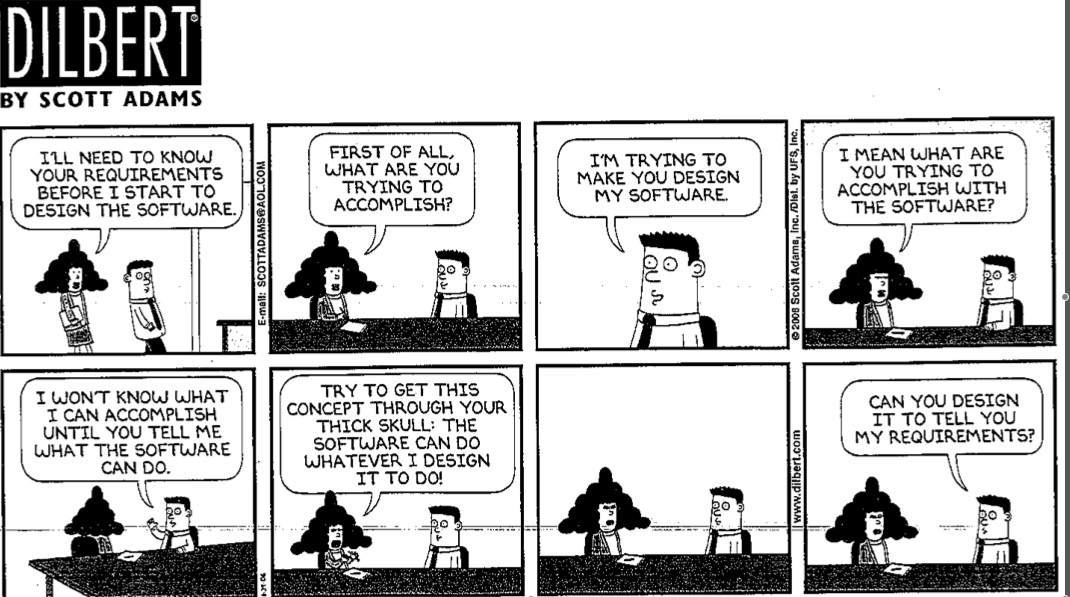 DILBERT®
BY SCOTT ADAMS
I'LL NEED TO KNOW
YOUR REQUIREMENTS
BEFORE I START TO
DESIGN THE SOFTWARE.
E-mail: SCOTTADAMS@AOL.COM
FIRST OF ALL,
WHAT ARE YOU
TRYING TO
ACCOMPLISH?
I'M TRYING TO
MAKE YOU DESIGN
MY SOFTWARE.
© 2006 Scott Adams, Inc./Dist. by UFS, Inc.
I MEAN WHAT ARE
YOU TRYING TO
ACCOMPLISH WITH
THE SOFTWARE?
I WON'T KNOW WHAT
I CAN ACCOMPLISH
UNTIL YOU TELL ME
WHAT THE SOFTWARE
CAN DO.
TRY TO GET THIS
CONCEPT THROUGH YOUR
THICK SKULL: THE
SOFTWARE CAN DO
WHATEVER I DESIGN
IT TO DO!
www.dilbert.com
CAN YOU DESIGN
IT TO TELL YOU
MY REQUIREMENTS?